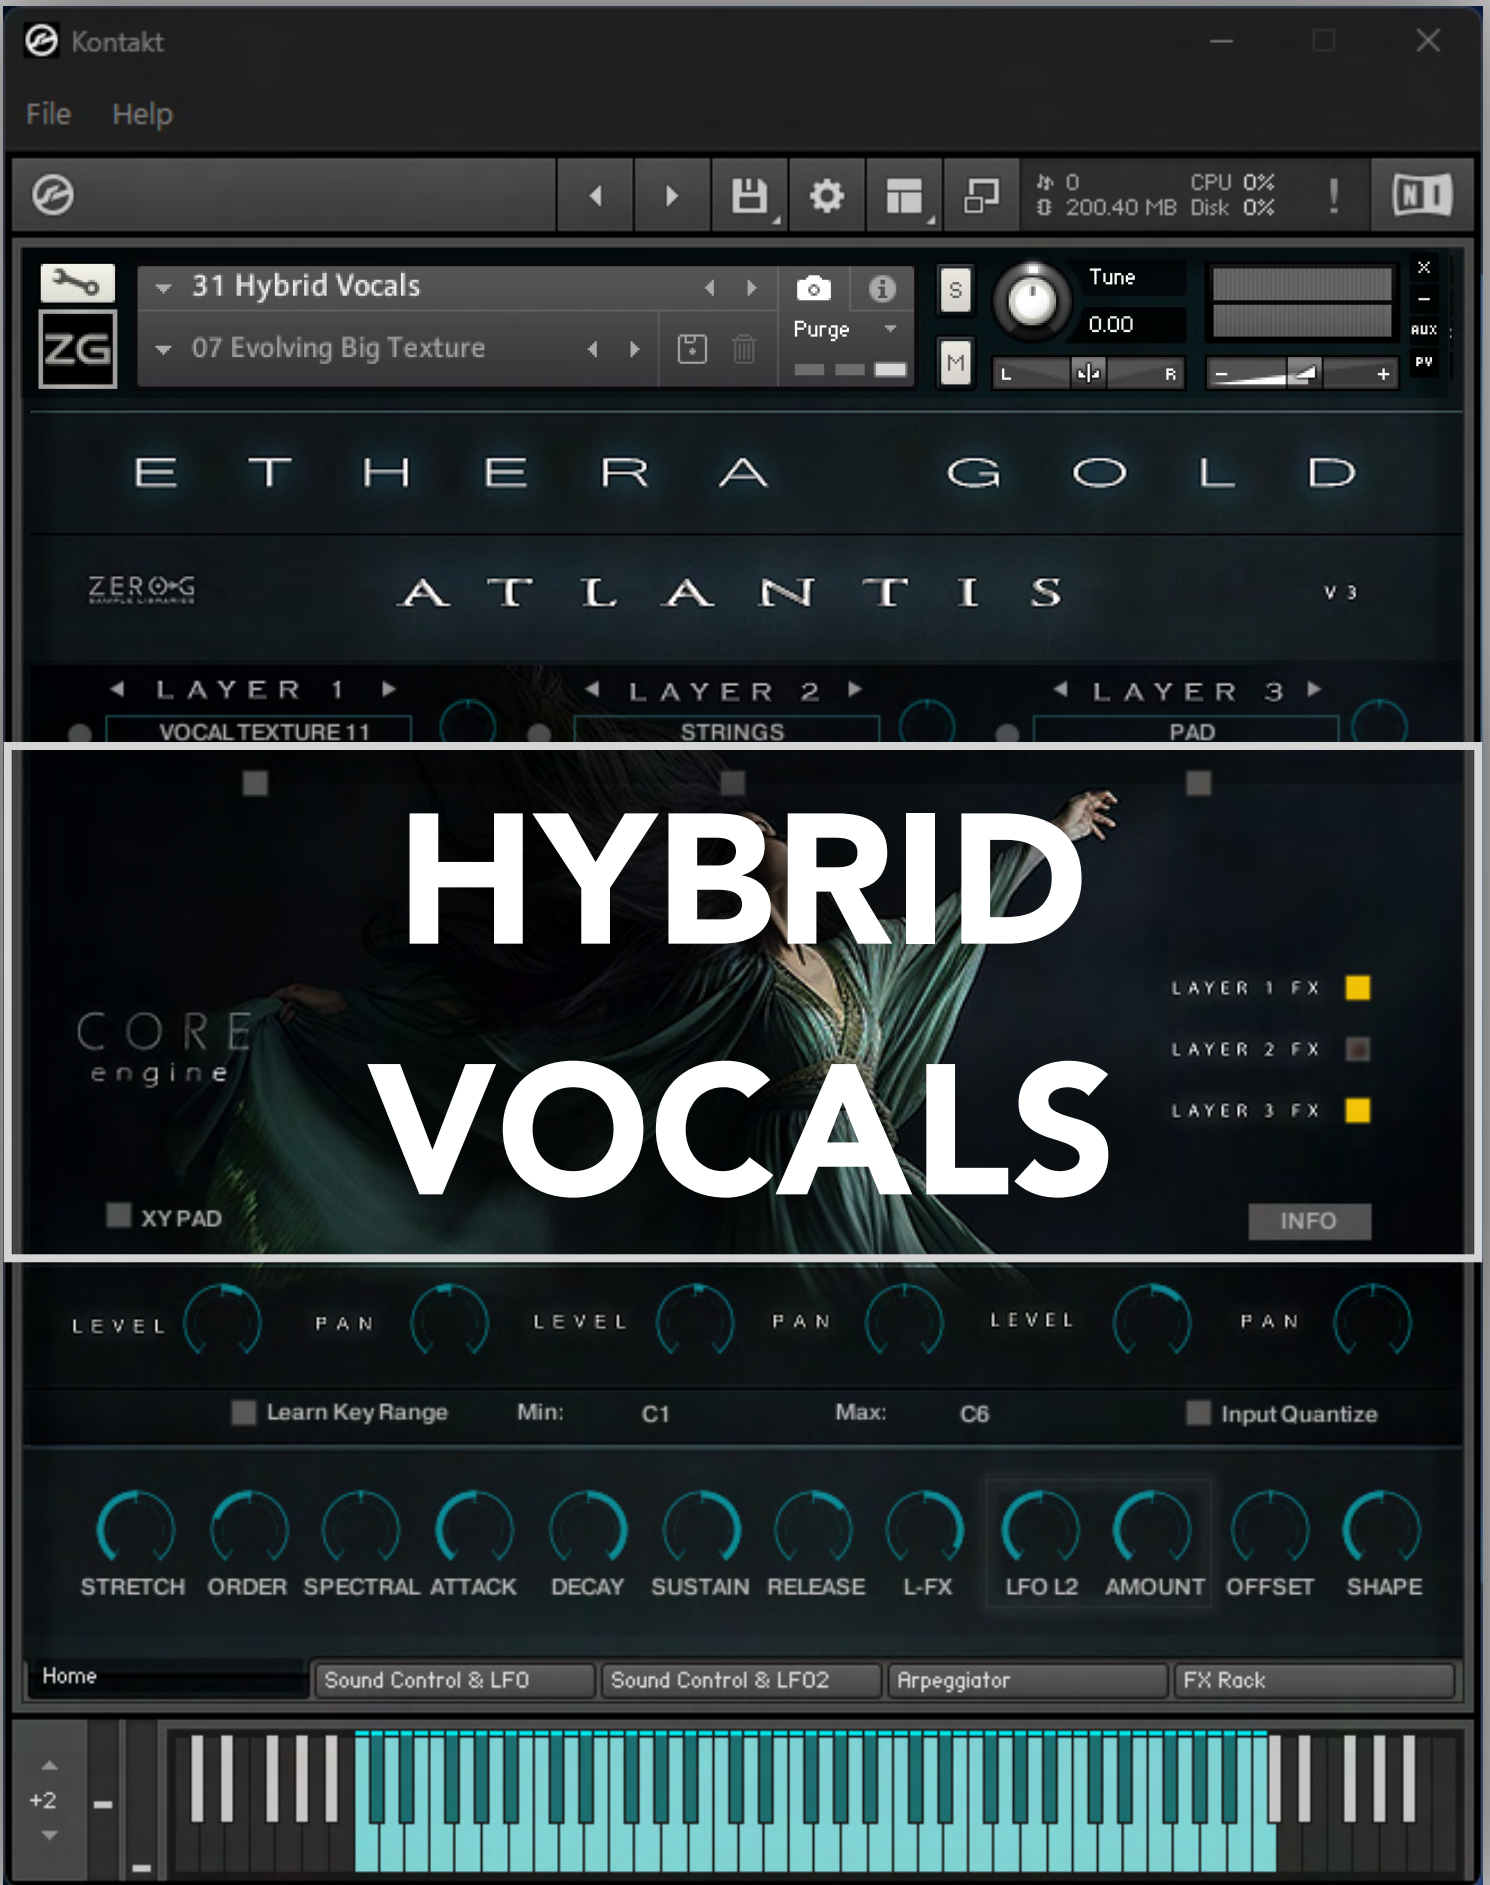 Kontakt
File Help
0 CPU 0%
200.40 MB Disk 0%
! NI
31 Hybrid Vocals
S Tune X
ZG 07 Evolving Big Texture Purge 0.00 AUX
M L R - + PV
ETHERA GOLD
ZERO-G ATLANTIS V3
SAMPLE LIBRARIES
LAYER 1 LAYER 2 LAYER 3
VOCAL TEXTURE 11 STRINGS PAD
HYBRID
VOCALS
CORE
engine
LAYER 1 FX
LAYER 2 FX
LAYER 3 FX
XY PAD INFO
LEVEL PAN LEVEL PAN LEVEL PAN
Learn Key Range Min: C1 Max: C6 Input Quantize
STRETCH ORDER SPECTRAL ATTACK DECAY SUSTAIN RELEASE L-FX LFO L2 AMOUNT OFFSET SHAPE
Home Sound Control & LFO Sound Control & LFO2 Arpeggiator FX Rack
+2